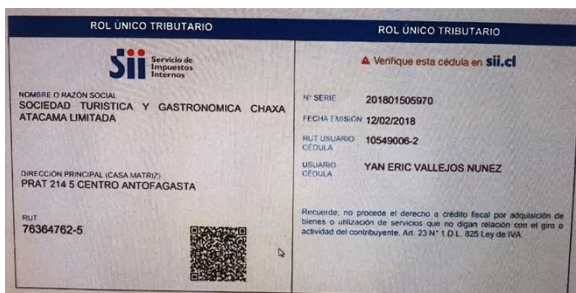 ROL ÚNICO TRIBUTARIO
Sii Servicio de
Impuestos
Internos
NOMBRE O RAZÓN SOCIAL
SOCIEDAD TURISTICA Y GASTRONOMICA CHAXA
ATACAMA LIMITADA
DIRECCIÓN PRINCIPAL (CASA MATRIZ)
PRAT 214 5 CENTRO ANTOFAGASTA
RUT
76364762-5
ROL ÚNICO TRIBUTARIO
Verifique esta cédula en sii.cl
N° SERIE 201801505970
FECHA EMISIÓN 12/02/2018
RUT USUARIO
CÉDULA 10549006-2
USUARIO
CÉDULA YAN ERIC VALLEJOS NUNEZ
Recuerde, no procede el derecho a crédito fiscal por adquisición de
bienes o utilización de servicios que no digan relación con el giro o
actividad del contribuyente. Art. 23 N° 1 D.L. 825 Ley de IVA.